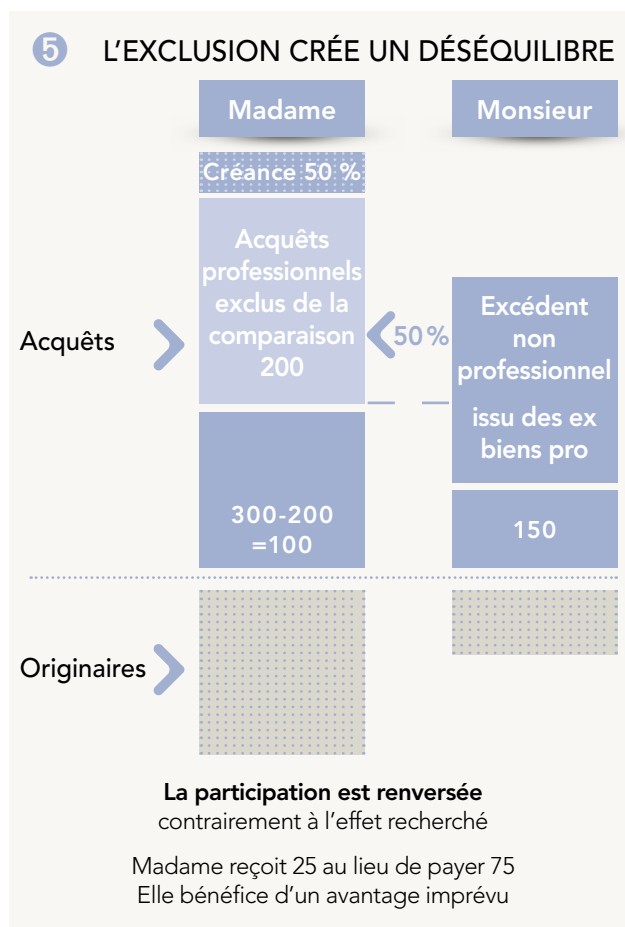 5 L’EXCLUSION CRÉE UN DÉSÉQUILIBRE
Madame
Monsieur
Créance 50 %
Acquêts
professionnels
exclus de la
comparaison
200
Acquêts
50 %
Excédent
non
professionnel
issu des ex
biens pro
300-200
=100
150
Originaires
La participation est renversée
contrairement à l’effet recherché
Madame reçoit 25 au lieu de payer 75
Elle bénéfice d’un avantage imprévu